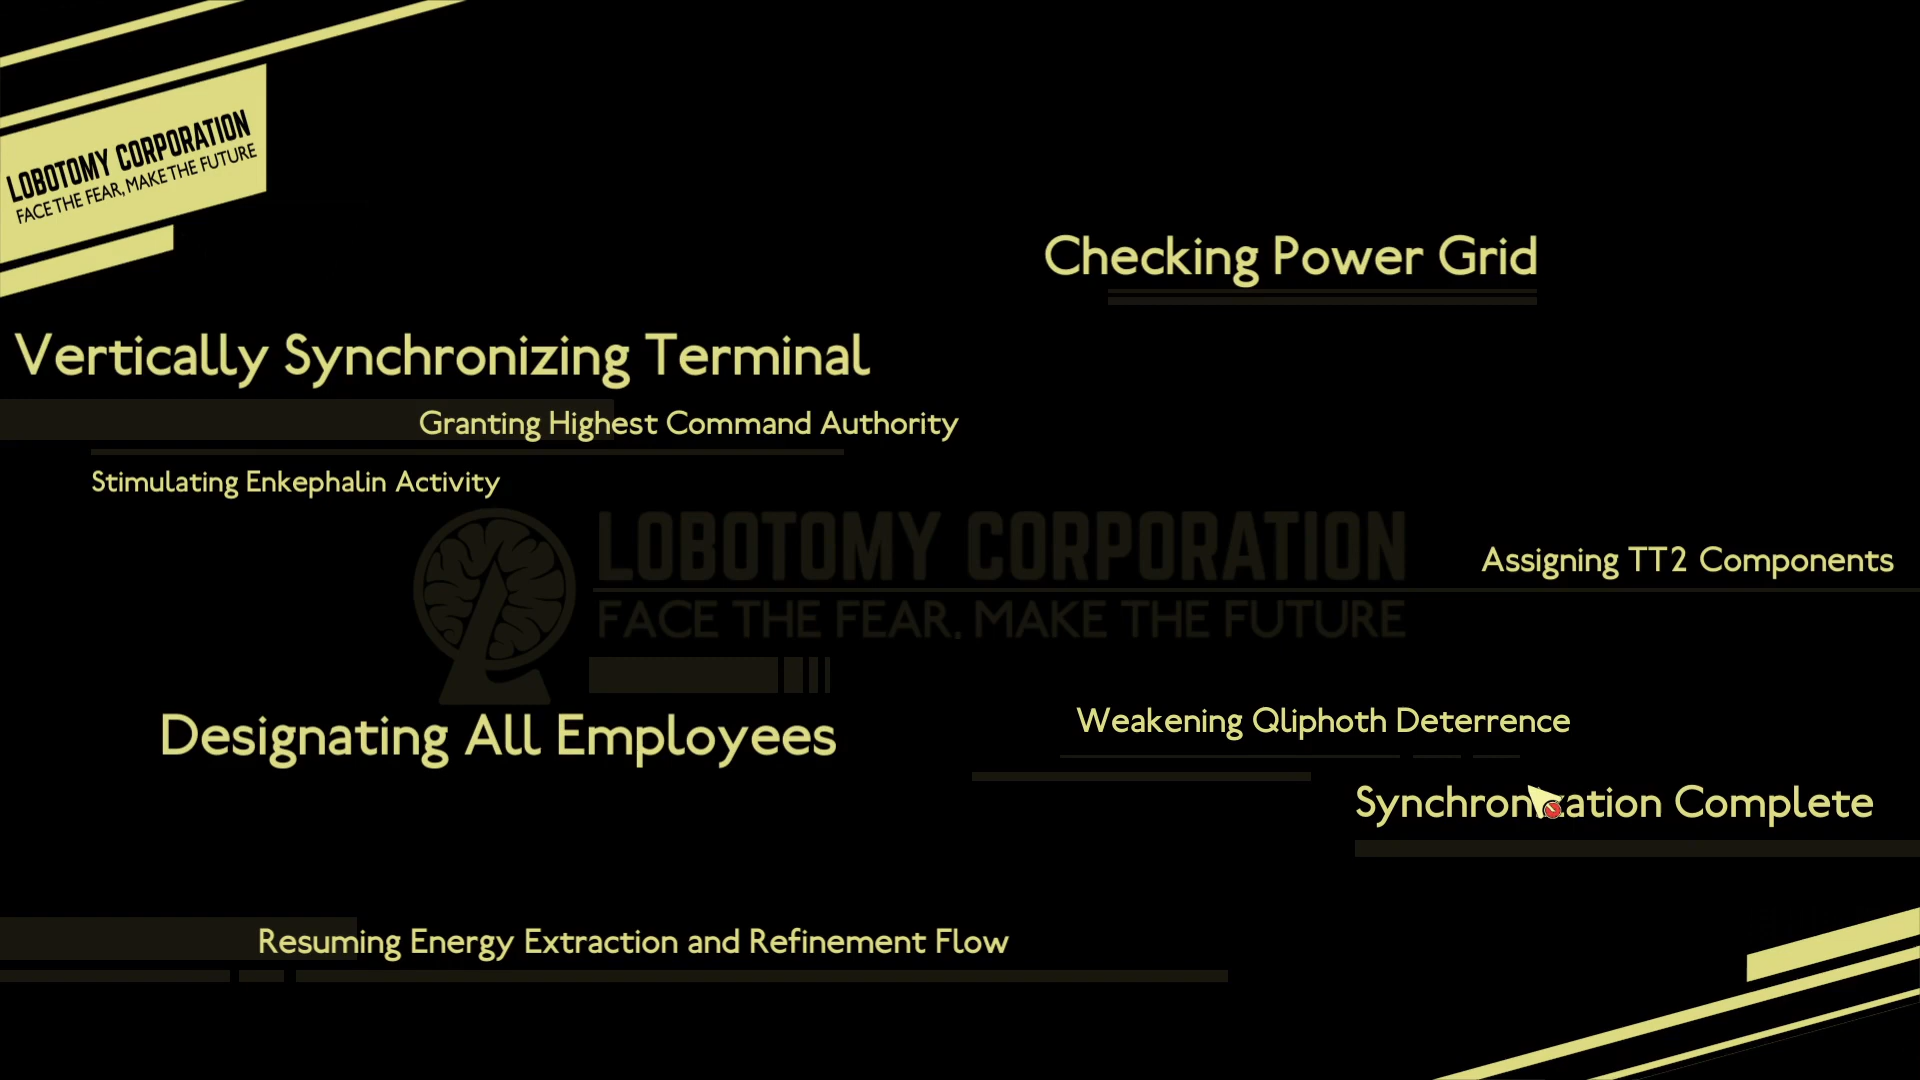 LOBOTOMY CORPORATION
FACE THE FEAR, MAKE THE FUTURE
Checking Power Grid
Vertically Synchronizing Terminal
Granting Highest Command Authority
Stimulating Enkephalin Activity
LOBOTOMY CORPORATION
Assigning TT2 Components
FACE THE FEAR. MAKE THE FUTURE
Designating All Employees
Weakening Qliphoth Deterrence
Synchronization Complete
Resuming Energy Extraction and Refinement Flow